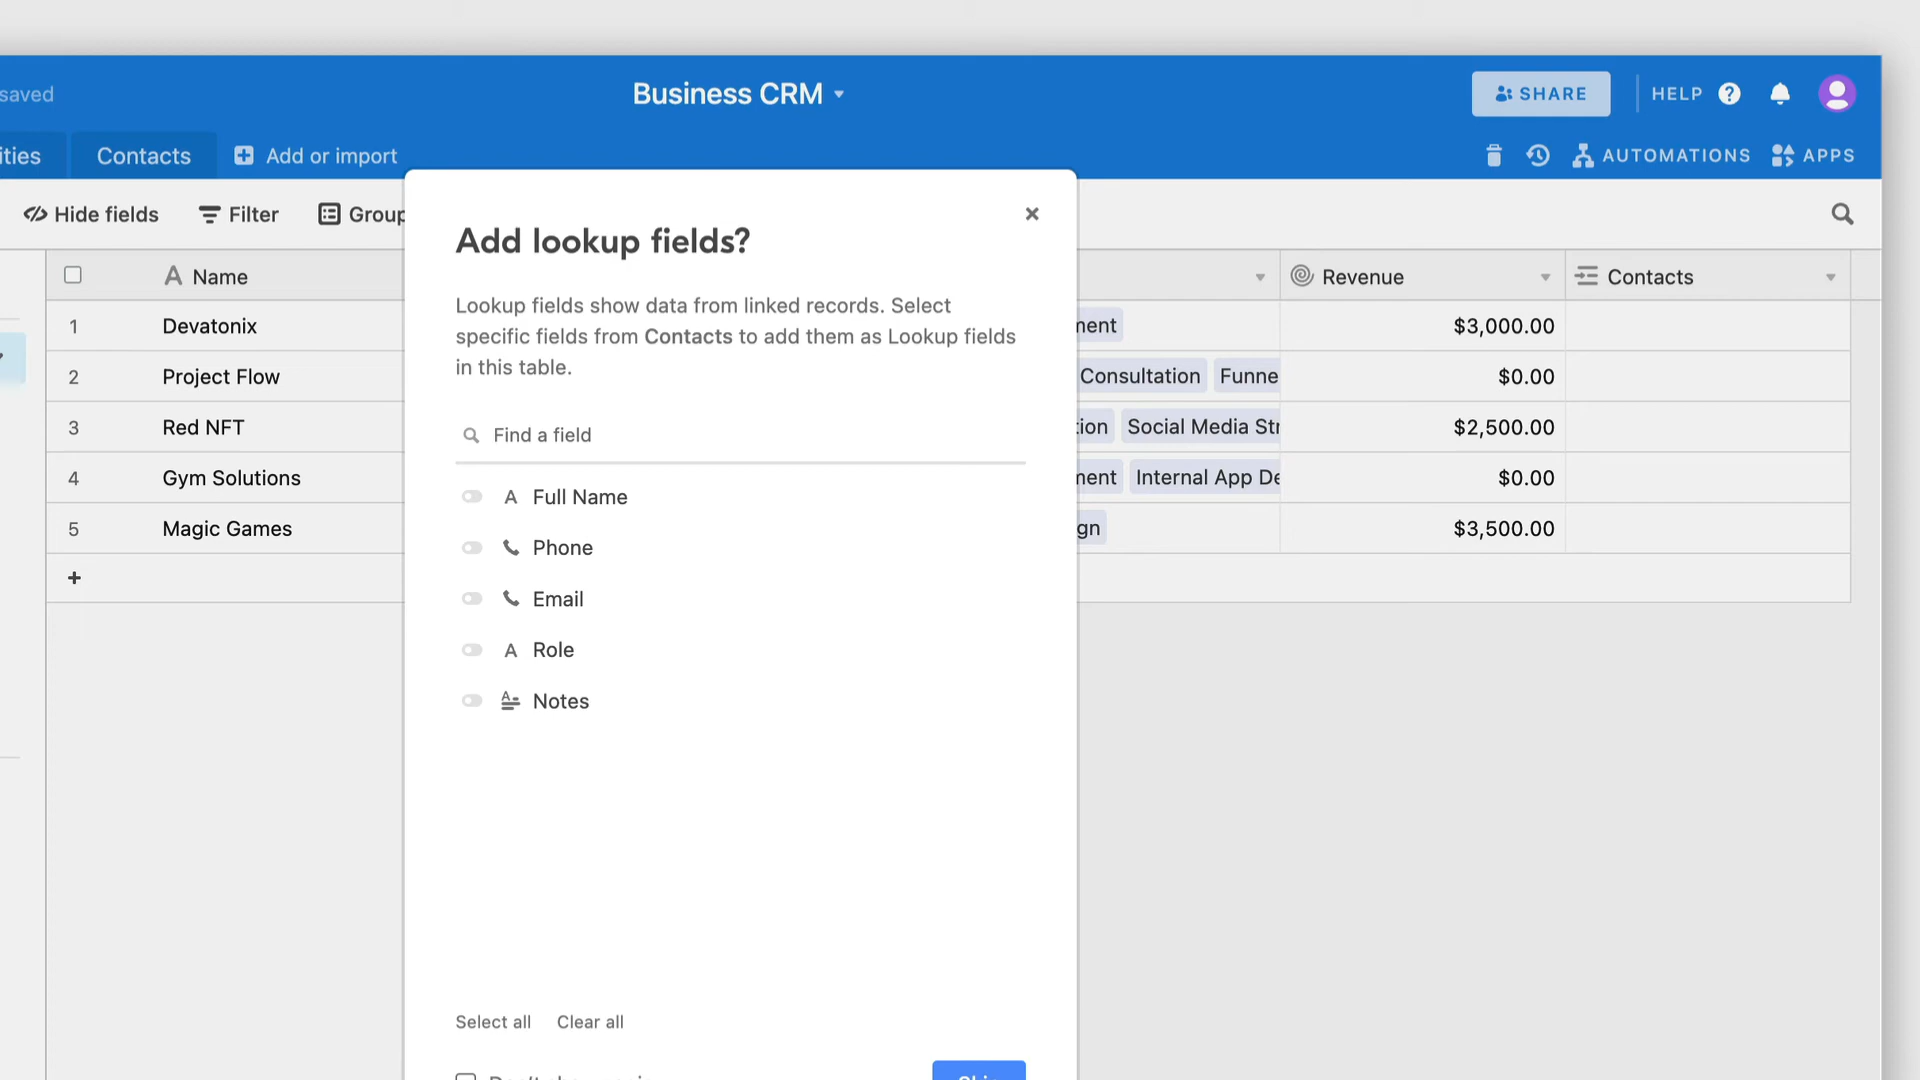 saved
Business CRM
SHARE
HELP
ities
Contacts
Add or import
AUTOMATIONS
APPS
Hide fields
Filter
Group
Name
Revenue
Contacts
1 Devatonix ment $3,000.00
2 Project Flow Consultation Funne $0.00
3 Red NFT tion Social Media Str $2,500.00
4 Gym Solutions ment Internal App De $0.00
5 Magic Games gn $3,500.00
+
Add lookup fields?
Lookup fields show data from linked records. Select
specific fields from Contacts to add them as Lookup fields
in this table.
Find a field
Full Name
Phone
Email
Role
Notes
Select all
Clear all